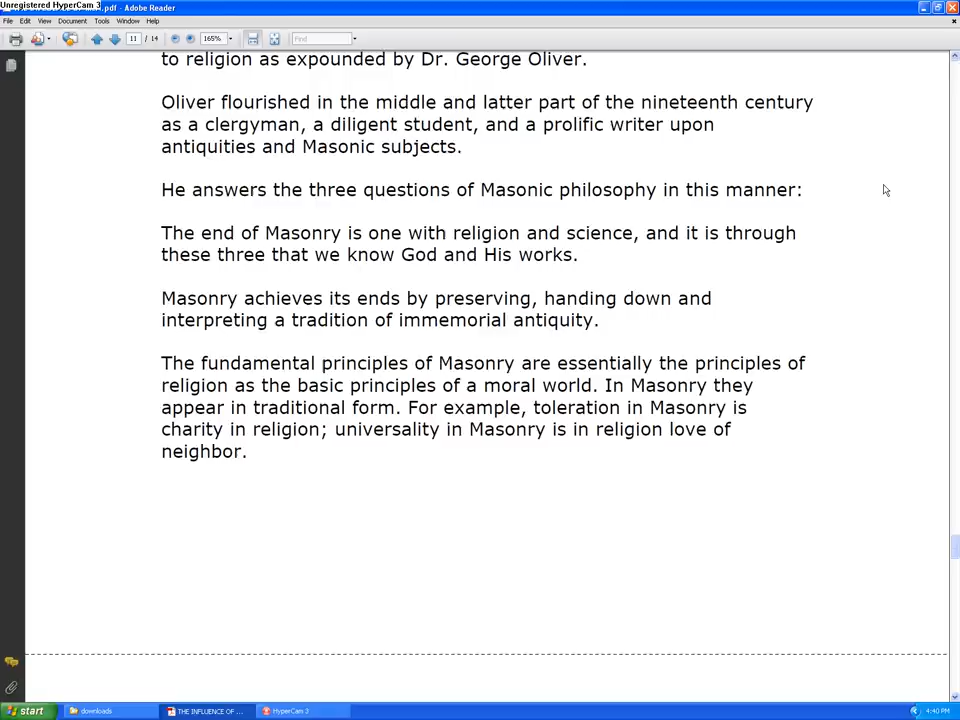 Unregistered HyperCam 3
.pdf - Adobe Reader
File Edit View Document Tools Window Help
11 / 14 165% Find
to religion as expounded by Dr. George Oliver.
Oliver flourished in the middle and latter part of the nineteenth century
as a clergyman, a diligent student, and a prolific writer upon
antiquities and Masonic subjects.
He answers the three questions of Masonic philosophy in this manner:
The end of Masonry is one with religion and science, and it is through
these three that we know God and His works.
Masonry achieves its ends by preserving, handing down and
interpreting a tradition of immemorial antiquity.
The fundamental principles of Masonry are essentially the principles of
religion as the basic principles of a moral world. In Masonry they
appear in traditional form. For example, toleration in Masonry is
charity in religion; universality in Masonry is in religion love of
neighbor.
start downloads THE INFLUENCE OF ... HyperCam 3 4:40 PM